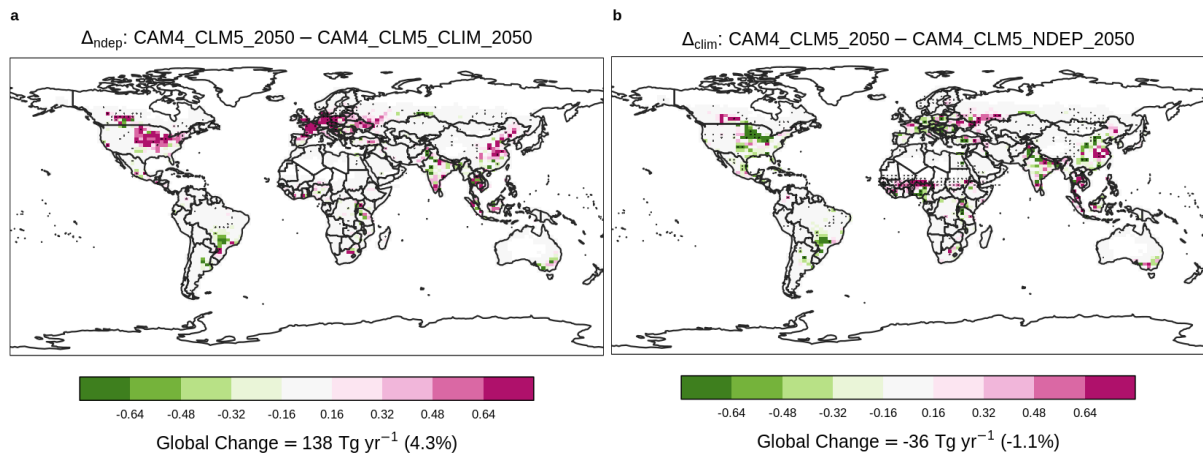 a
Δndep: CAM4_CLM5_2050 − CAM4_CLM5_CLIM_2050
-0.64 -0.48 -0.32 -0.16 0.16 0.32 0.48 0.64
Global Change = 138 Tg yr⁻¹ (4.3%)
b
Δclim: CAM4_CLM5_2050 − CAM4_CLM5_NDEP_2050
-0.64 -0.48 -0.32 -0.16 0.16 0.32 0.48 0.64
Global Change = -36 Tg yr⁻¹ (-1.1%)